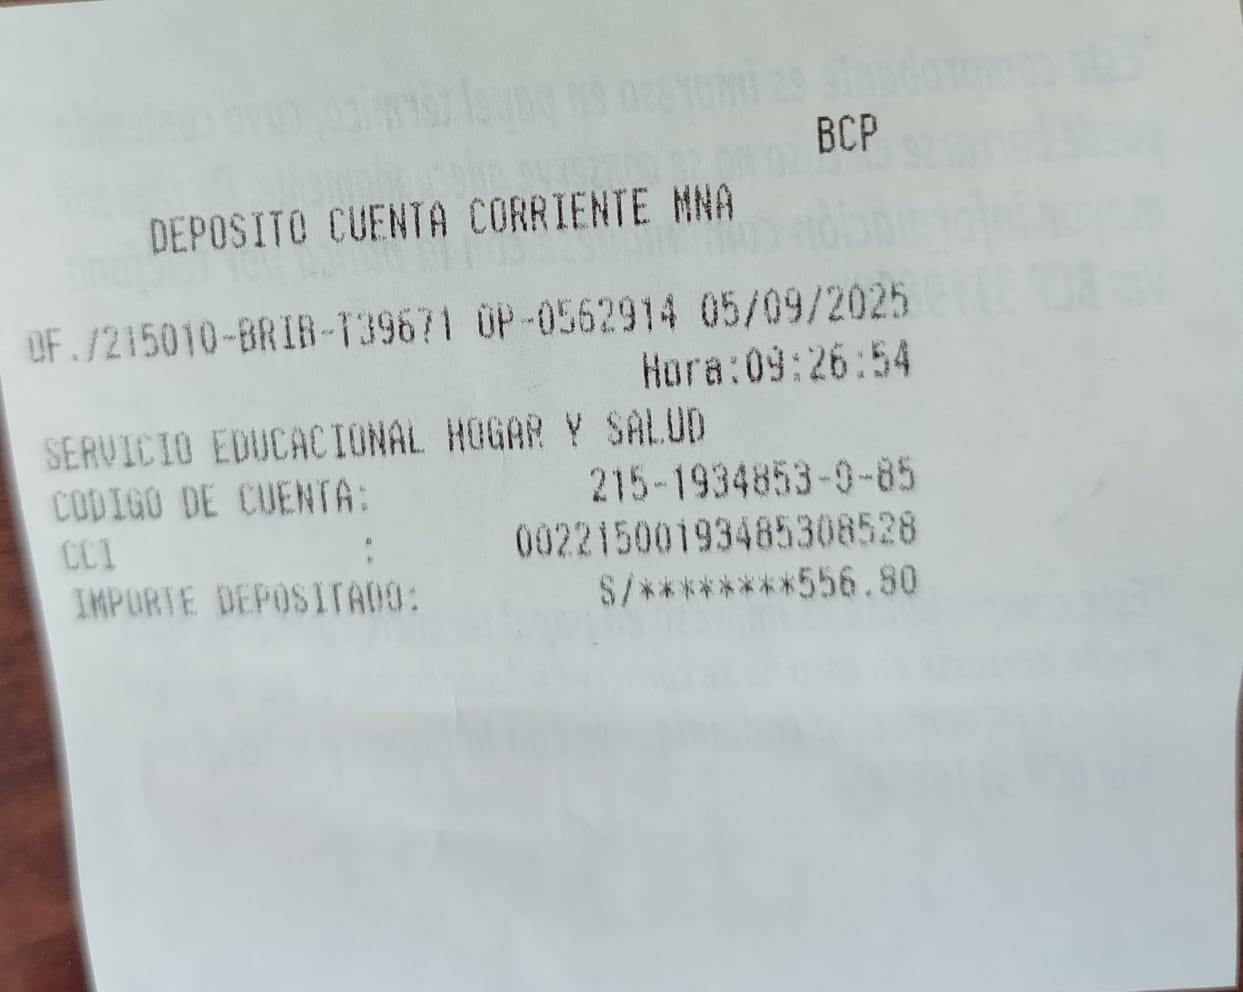 BCP
DEPOSITO CUENTA CORRIENTE MNA
OF./215010-BRIB-T39671 OP-0562914 05/09/2025
Hora:09:26:54
SERVICIO EDUCACIONAL HOGAR Y SALUD
CODIGO DE CUENTA: 215-1934853-0-85
CCI : 00221500193485308528
IMPORTE DEPOSITADO: S/********556.80